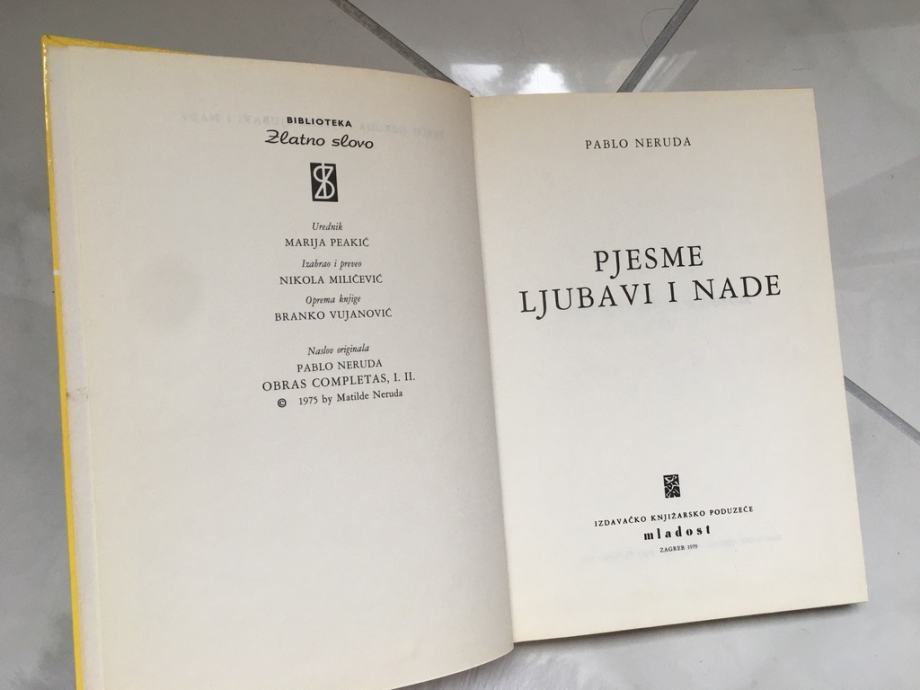 BIBLIOTEKA
Zlatno slovo
Urednik
MARIJA PEAKIĆ
Izabrao i preveo
NIKOLA MILIĆEVIĆ
Oprema knjige
BRANKO VUJANOVIĆ
Naslov originala
PABLO NERUDA
OBRAS COMPLETAS, I. II.
© 1975 by Matilde Neruda
PABLO NERUDA
PJESME
LJUBAVI I NADE
IZDAVAČKO KNJIŽARSKO PODUZEĆE
mladost
ZAGREB